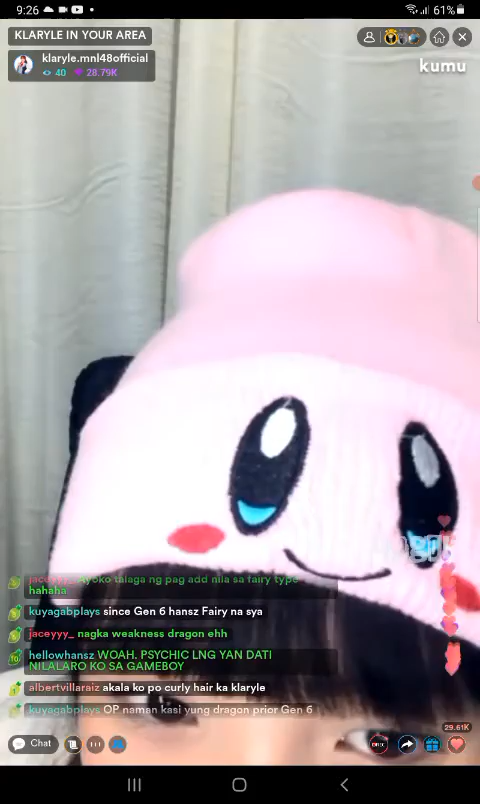 9:26
61%
KLARYLE IN YOUR AREA
klaryle.mnl48official
40 28.79K
kumu
jaceyyy_ Ayoko talaga ng pag add nila sa fairy type
hahaha
kuyagabplays since Gen 6 hansz Fairy na sya
jaceyyy_ nagka weakness dragon ehh
hellowhansz WOAH. PSYCHIC LNG YAN DATI
NILALARO KO SA GAMEBOY
albertvillaraiz akala ko po curly hair ka klaryle
kuyagabplays OP naman kasi yung dragon prior Gen 6
29.61K
Chat